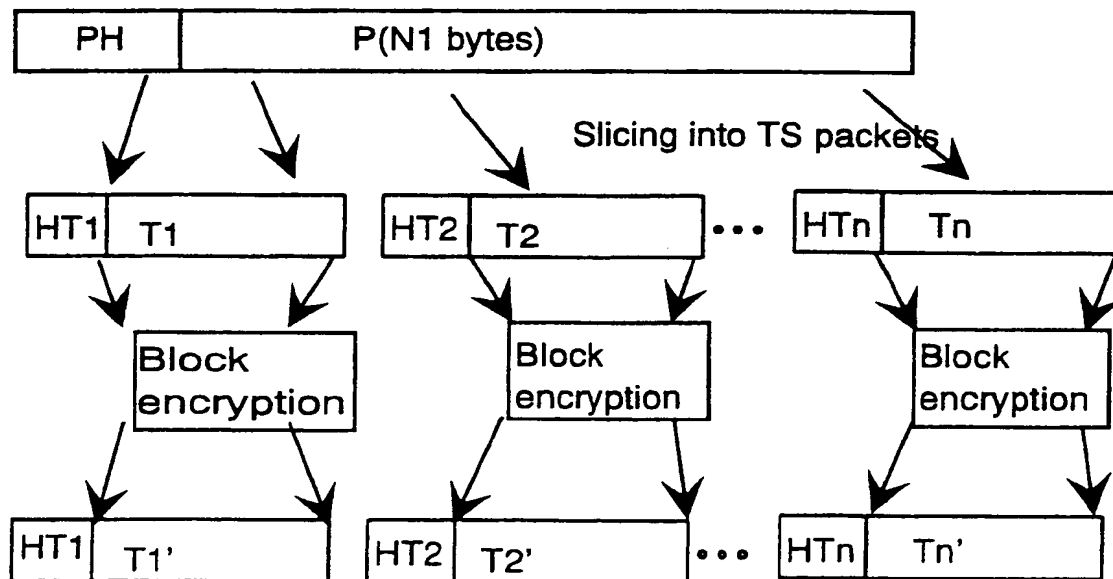 PH P(N1 bytes)
Slicing into TS packets
HT1 T1 HT2 T2 ••• HTn Tn
Block encryption Block encryption Block encryption
HT1 T1' HT2 T2' ••• HTn Tn'